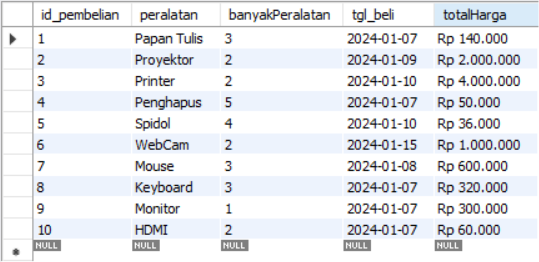 id_pembelian peralatan banyakPeralatan tgl_beli totalHarga
1 Papan Tulis 3 2024-01-07 Rp 140.000
2 Proyektor 2 2024-01-09 Rp 2.000.000
3 Printer 2 2024-01-10 Rp 4.000.000
4 Penghapus 5 2024-01-07 Rp 50.000
5 Spidol 4 2024-01-10 Rp 36.000
6 WebCam 2 2024-01-15 Rp 1.000.000
7 Mouse 3 2024-01-08 Rp 600.000
8 Keyboard 3 2024-01-07 Rp 320.000
9 Monitor 1 2024-01-07 Rp 300.000
10 HDMI 2 2024-01-07 Rp 60.000
NULL NULL NULL NULL NULL